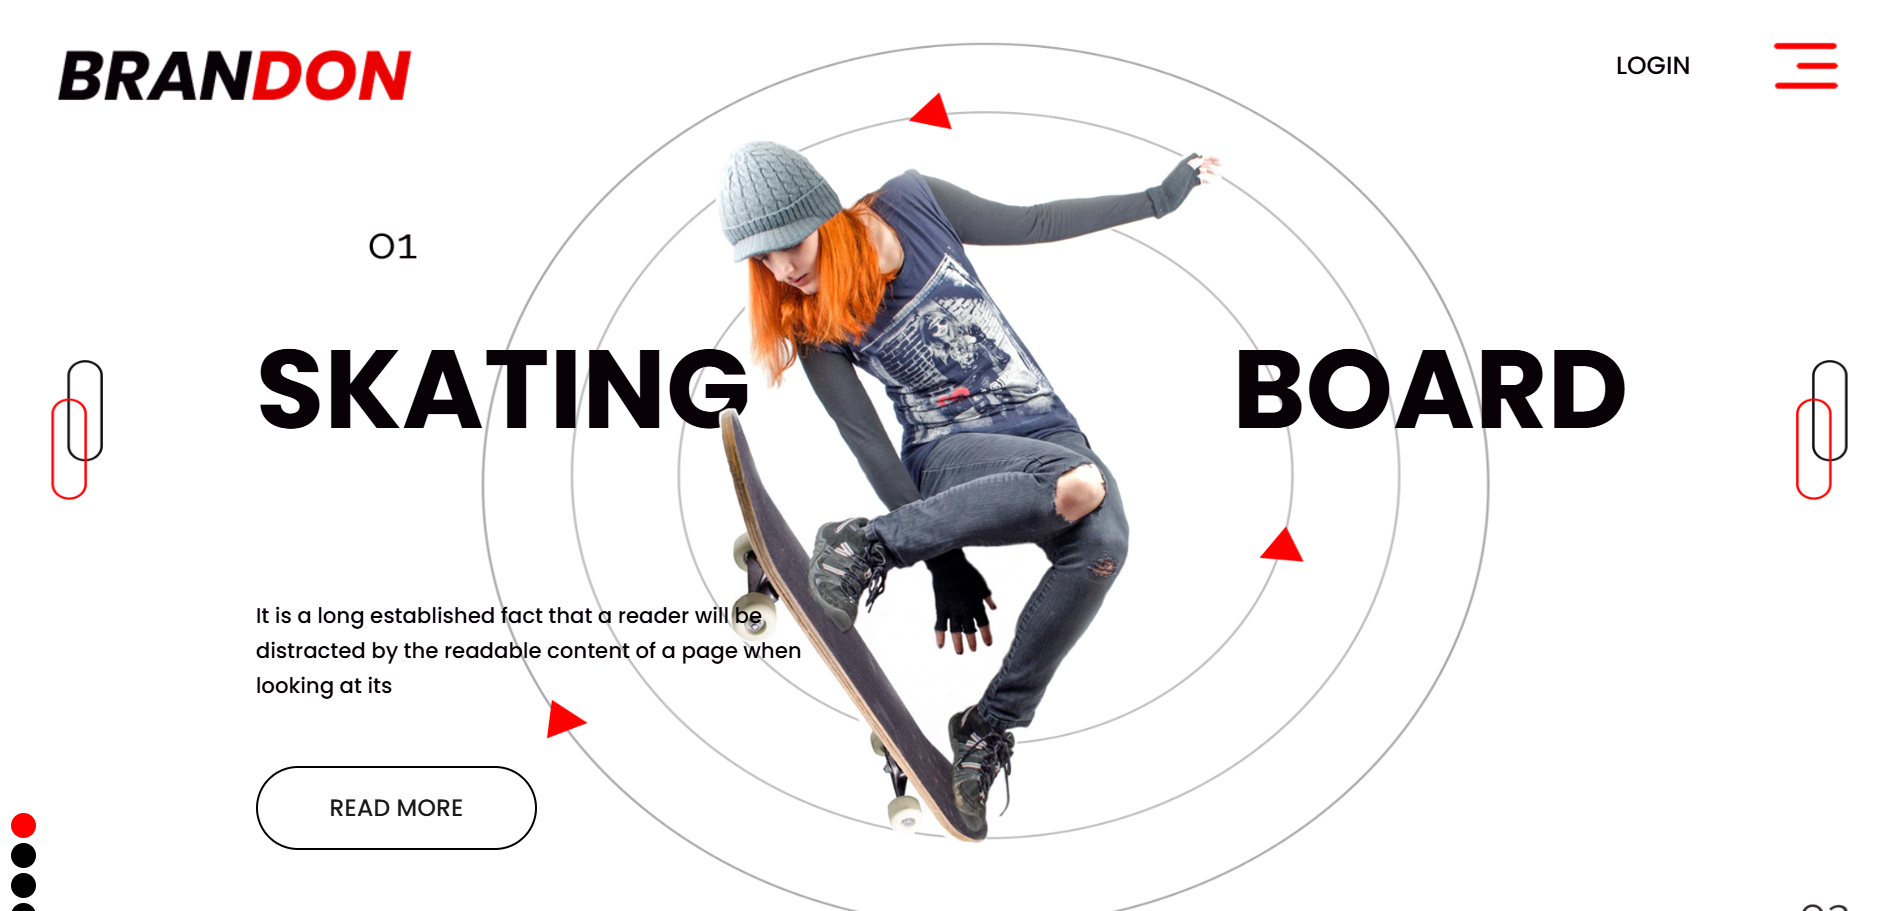 BRANDON
LOGIN
01
SKATING BOARD
It is a long established fact that a reader will be
distracted by the readable content of a page when
looking at its
READ MORE